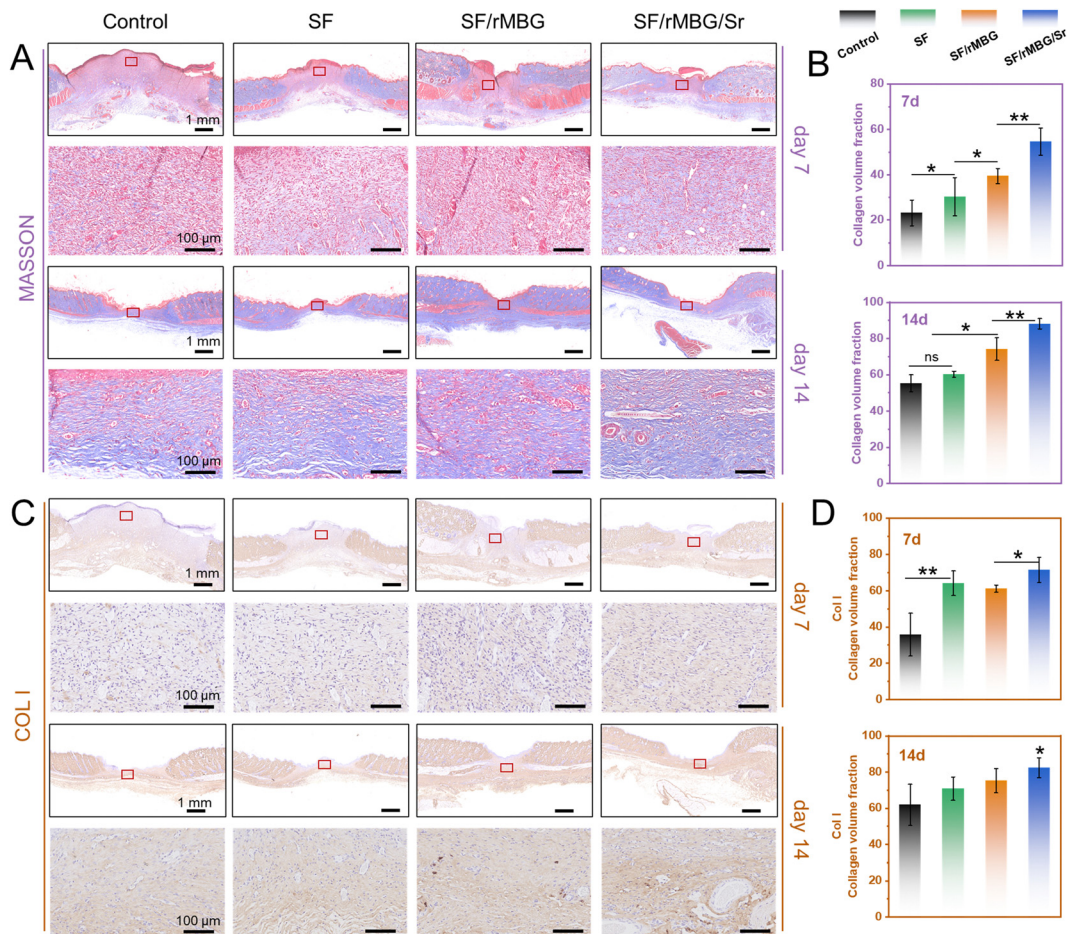 Control SF SF/rMBG SF/rMBG/Sr
Control SF SF/rMBG SF/rMBG/Sr
A
MASSON
1 mm
100 μm
day 7
1 mm
100 μm
day 14
B
7d
Collagen volume fraction
80
60
40
20
0
* * **
14d
Collagen volume fraction
100
80
60
40
20
0
ns * **
C
COL I
1 mm
100 μm
day 7
1 mm
100 μm
day 14
D
7d
Col I
Collagen volume fraction
100
80
60
40
20
0
** *
14d
Col I
Collagen volume fraction
100
80
60
40
20
0
*